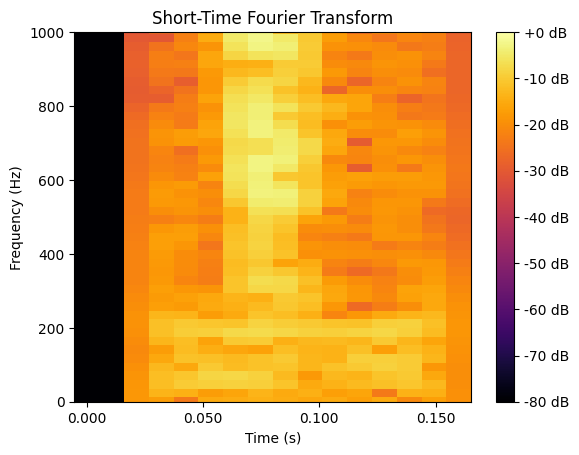 Short-Time Fourier Transform
Frequency (Hz)
1000
800
600
400
200
0
0.000
0.050
0.100
0.150
Time (s)
+0 dB
-10 dB
-20 dB
-30 dB
-40 dB
-50 dB
-60 dB
-70 dB
-80 dB